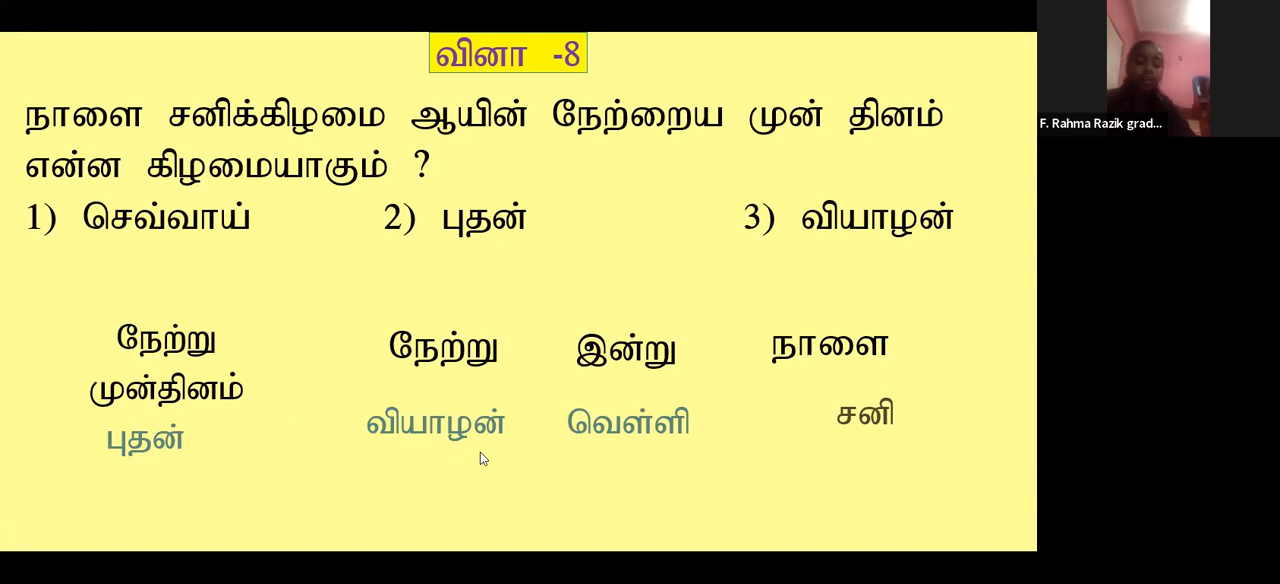 வினா -8
F. Rahma Razik grad...
நாளை சனிக்கிழமை ஆயின் நேற்றைய முன் தினம்
என்ன கிழமையாகும் ?
1) செவ்வாய் 2) புதன் 3) வியாழன்
நேற்று நேற்று இன்று நாளை
முன்தினம்
புதன் வியாழன் வெள்ளி சனி